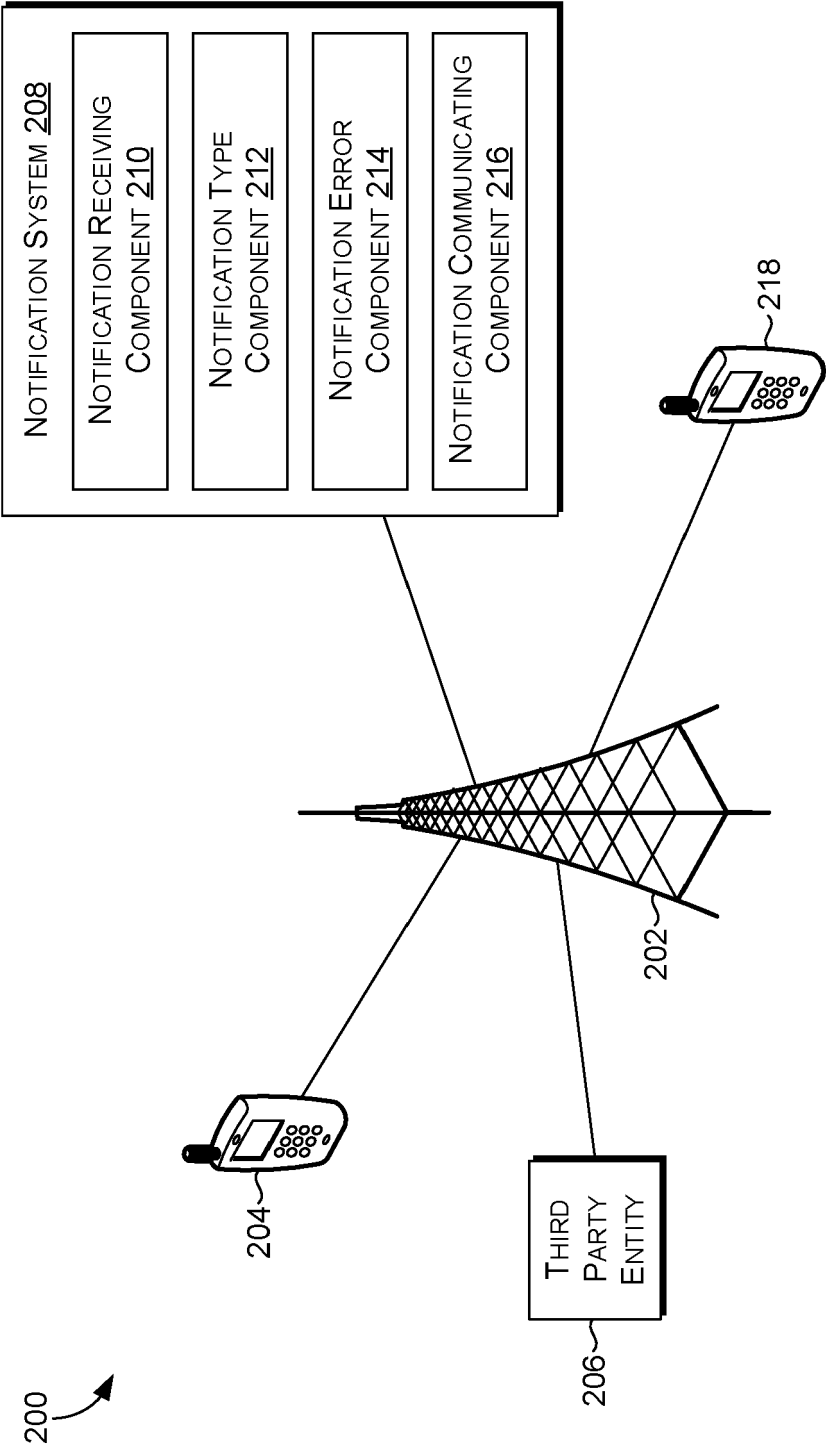 200
NOTIFICATION SYSTEM 208
NOTIFICATION RECEIVING
COMPONENT 210
NOTIFICATION TYPE
COMPONENT 212
NOTIFICATION ERROR
COMPONENT 214
NOTIFICATION COMMUNICATING
COMPONENT 216
204
THIRD
PARTY
ENTITY
206
202
218